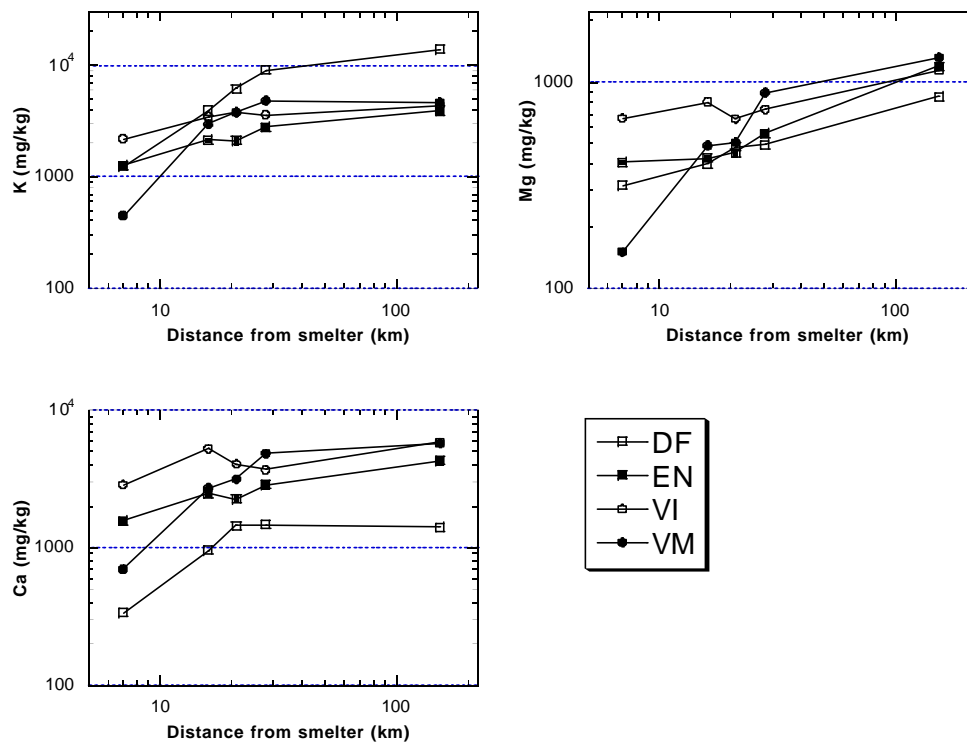 10⁴
1000
100
K (mg/kg)
10 100
Distance from smelter (km)
1000
100
Mg (mg/kg)
10 100
Distance from smelter (km)
10⁴
1000
100
Ca (mg/kg)
10 100
Distance from smelter (km)
DF
EN
VI
VM